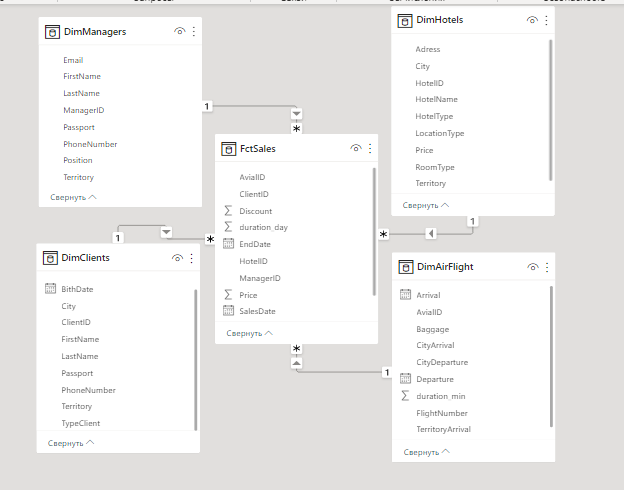 DimManagers
Email
FirstName
LastName
ManagerID
Passport
PhoneNumber
Position
Territory
Свернуть
DimHotels
Adress
City
HotelID
HotelName
HotelType
LocationType
Price
RoomType
Territory
Свернуть
1
*
FctSales
AvialID
ClientID
Discount
duration_day
EndDate
HotelID
ManagerID
Price
SalesDate
Свернуть
1
*
*
1
DimClients
BithDate
City
ClientID
FirstName
LastName
Passport
PhoneNumber
Territory
TypeClient
Свернуть
*
1
DimAirFlight
Arrival
AvialID
Baggage
CityArrival
CityDeparture
Departure
duration_min
FlightNumber
TerritoryArrival
Свернуть